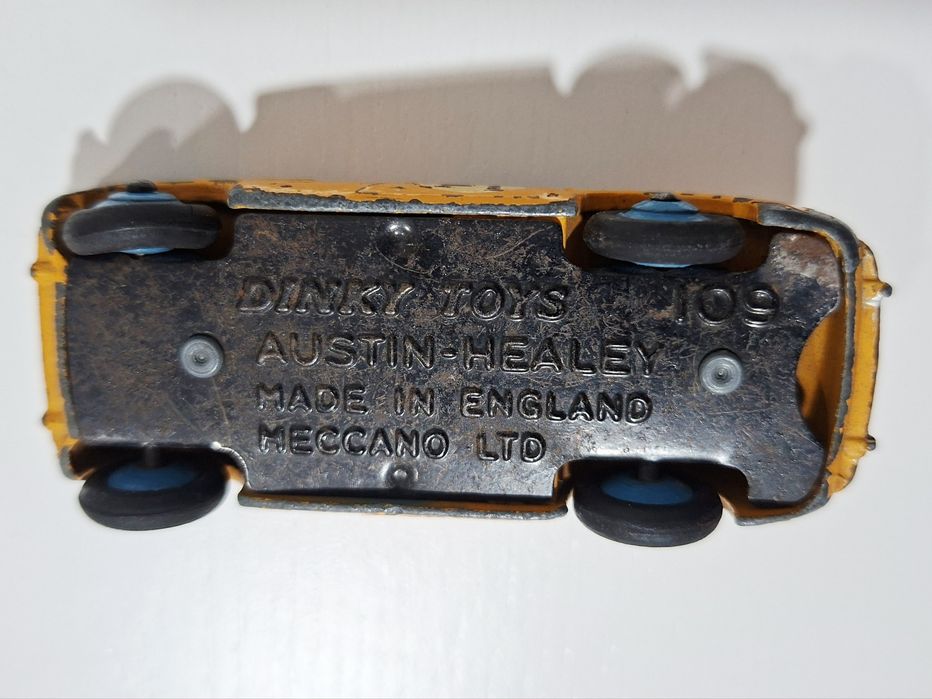 DINKY TOYS 109
AUSTIN-HEALEY
MADE IN ENGLAND
MECCANO LTD